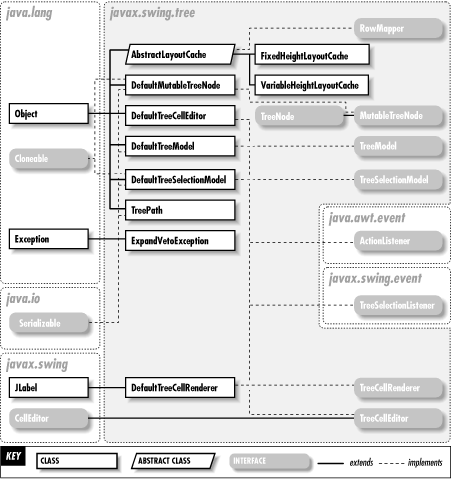 java.lang
javax.swing.tree
RowMapper
AbstractLayoutCache
FixedHeightLayoutCache
DefaultMutableTreeNode
VariableHeightLayoutCache
Object
DefaultTreeCellEditor
TreeNode
MutableTreeNode
Cloneable
DefaultTreeModel
TreeModel
DefaultTreeSelectionModel
TreeSelectionModel
TreePath
java.awt.event
Exception
ExpandVetoException
ActionListener
javax.swing.event
java.io
Serializable
TreeSelectionListener
javax.swing
JLabel
DefaultTreeCellRenderer
TreeCellRenderer
CellEditor
TreeCellEditor
KEY
CLASS
ABSTRACT CLASS
INTERFACE
extends
implements